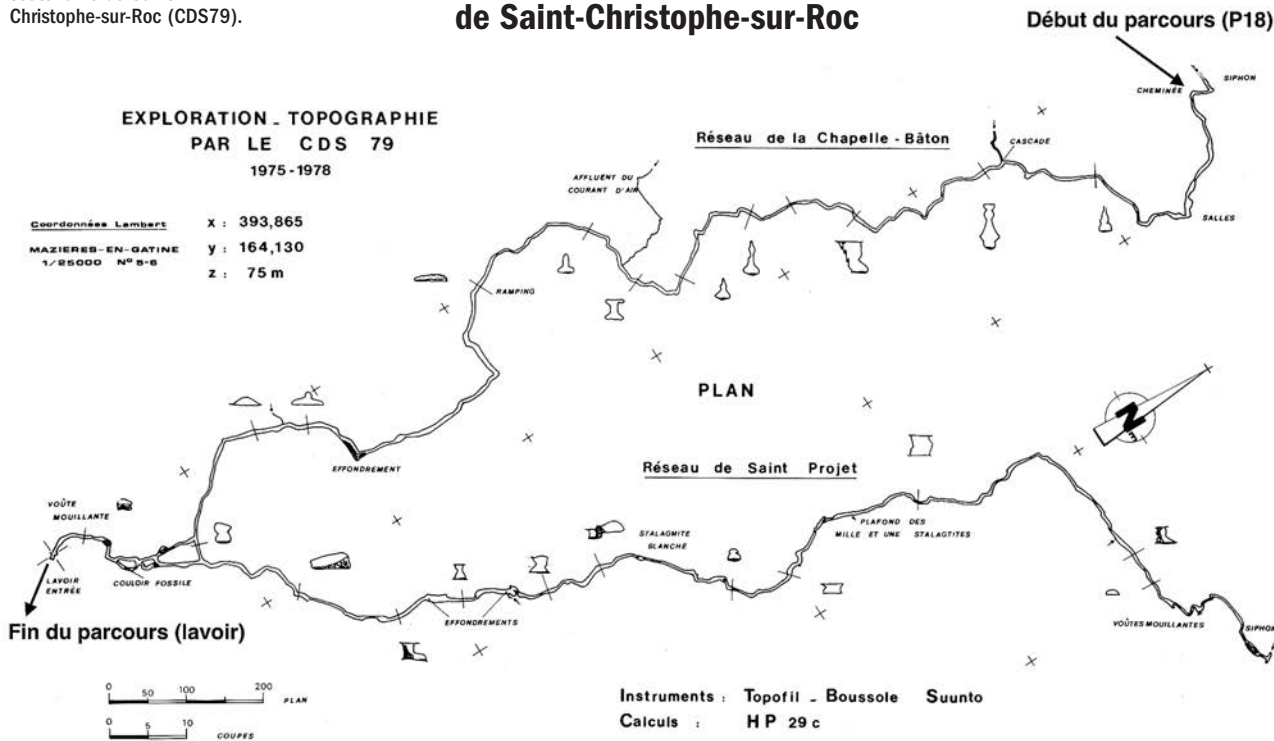 Christophe-sur-Roc (CDS79).
de Saint-Christophe-sur-Roc
Début du parcours (P18)
SIPHON
CHEMINÉE
EXPLORATION - TOPOGRAPHIE
PAR LE CDS 79
1975-1978
Réseau de la Chapelle-Bâton
CASCADE
AFFLUENT DU
COURANT D'AIR
Coordonnées Lambert
MAZIERES-EN-GATINE
1/25000 N° 5-6
x : 393,865
y : 164,130
z : 75 m
SALLES
RAMPING
PLAN
N
EFFONDREMENT
Réseau de Saint Projet
VOÛTE
MOUILLANTE
STALAGMITE
BLANCHE
PLAFOND DES
MILLE ET UNE STALAGTITES
LAVOIR
ENTRÉE
COULOIR FOSSILE
Fin du parcours (lavoir)
EFFONDREMENTS
VOÛTES MOUILLANTES
SIPHON
0 50 100 200
PLAN
0 5 10
COUPES
Instruments : Topofil - Boussole Suunto
Calculs : HP 29 c